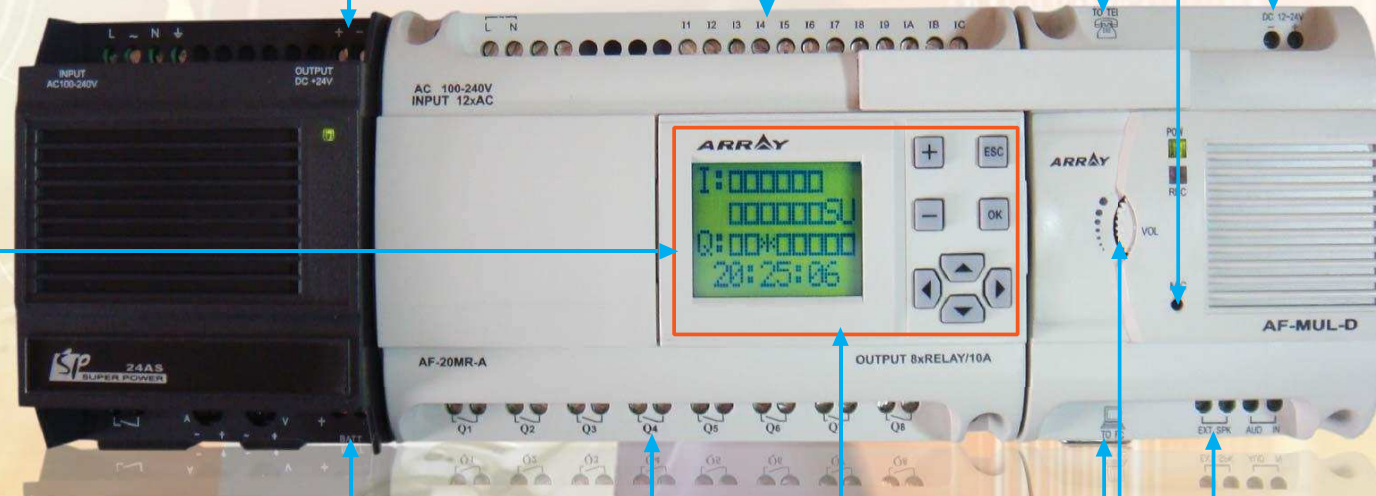 L ~ N
+ -
INPUT
AC100-240V
OUTPUT
DC +24V
SP 24AS
SUPER POWER
A V +
- + ~ +
BATT
L N
I1 I2 I3 I4 I5 I6 I7 I8 I9 IA IB IC
AC 100-240V
INPUT 12xAC
ARRAY
I:
SU
Q: *
20:25:06
+ ESC
- OK
AF-20MR-A
OUTPUT 8xRELAY/10A
Q1 Q2 Q3 Q4 Q5 Q6 Q7 Q8
TO TEL
DC 12~24V
- +
POW
REC
ARRAY
VOL
AF-MUL-D
EXT SPK AUD IN